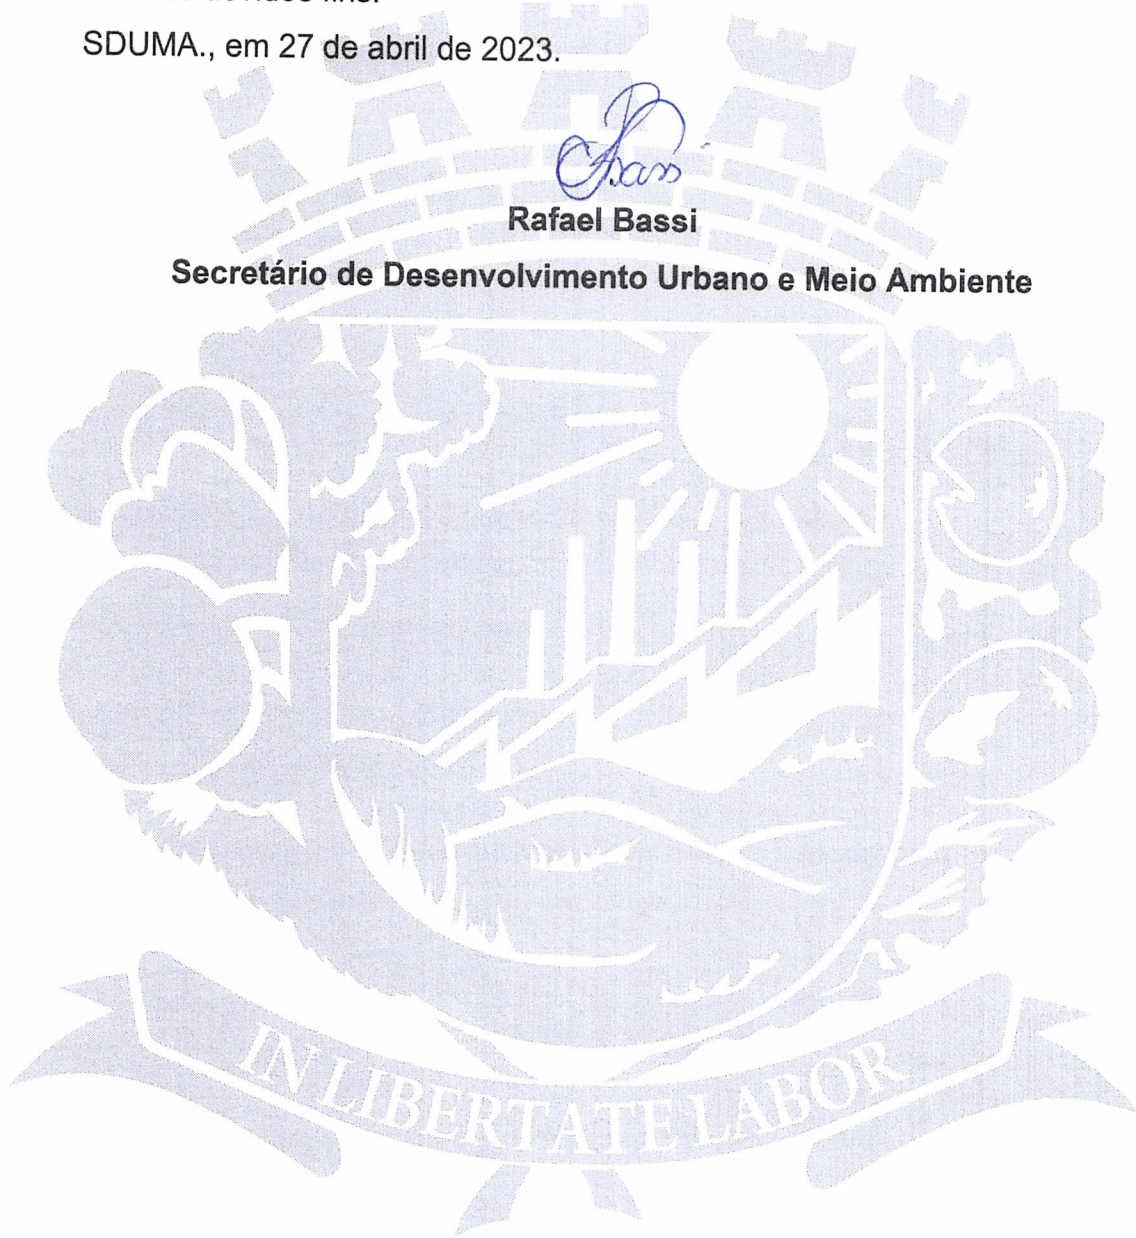 SDUMA., em 27 de abril de 2023.
Rafael Bassi
Secretário de Desenvolvimento Urbano e Meio Ambiente
IN LIBERTATE LABOR